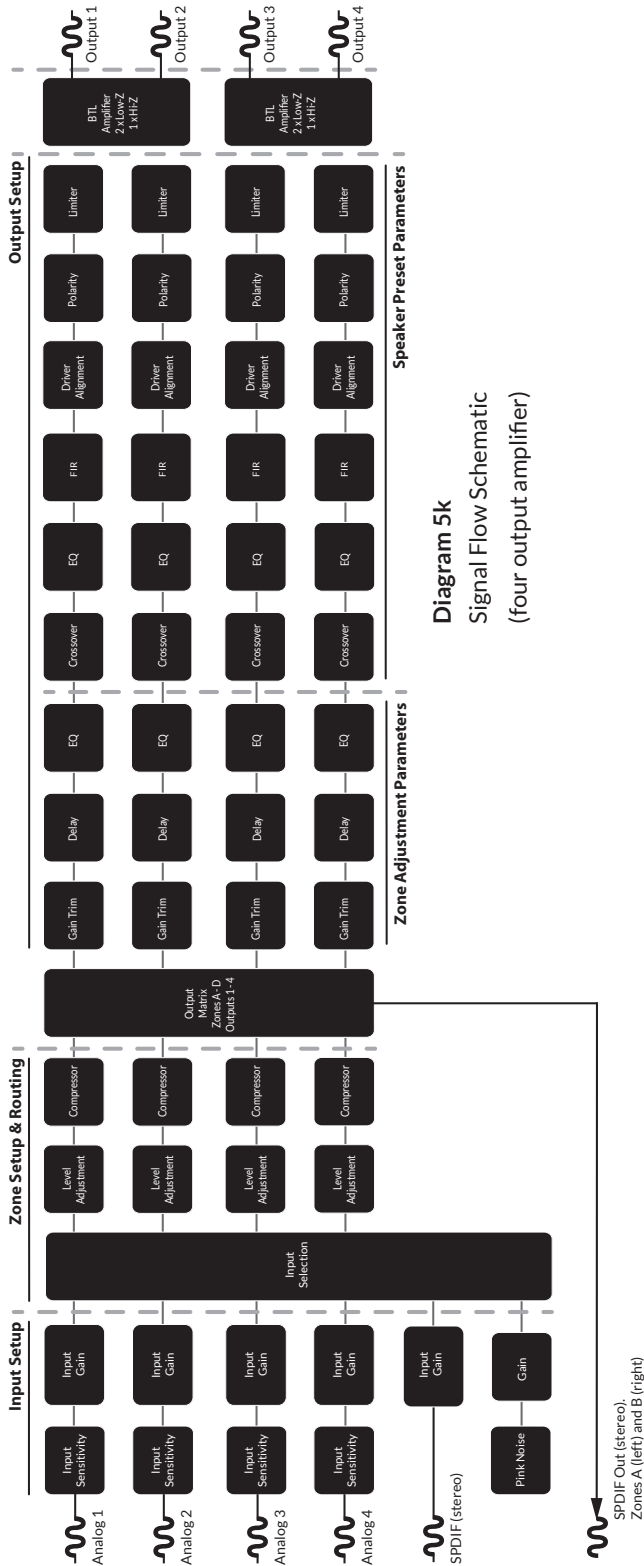 Input Setup
Zone Setup & Routing
Output Setup
Analog 1
Input
Sensitivity
Input
Gain
Input
Selection
Level
Adjustment
Compressor
Output
Matrix
Zones A - D
Outputs 1 - 4
Gain Trim
Delay
EQ
Crossover
EQ
FIR
Driver
Alignment
Polarity
Limiter
BTL
Amplifier
2 x Low-Z
1 x Hi-Z
Output 1
Analog 2
Input
Sensitivity
Input
Gain
Level
Adjustment
Compressor
Gain Trim
Delay
EQ
Crossover
EQ
FIR
Driver
Alignment
Polarity
Limiter
Output 2
Analog 3
Input
Sensitivity
Input
Gain
Level
Adjustment
Compressor
Gain Trim
Delay
EQ
Crossover
EQ
FIR
Driver
Alignment
Polarity
Limiter
BTL
Amplifier
2 x Low-Z
1 x Hi-Z
Output 3
Analog 4
Input
Sensitivity
Input
Gain
Level
Adjustment
Compressor
Gain Trim
Delay
EQ
Crossover
EQ
FIR
Driver
Alignment
Polarity
Limiter
Output 4
SPDIF (stereo)
Input
Gain
Pink Noise
Gain
Zone Adjustment Parameters
Speaker Preset Parameters
Diagram 5k
Signal Flow Schematic
(four output amplifier)
SPDIF Out (stereo).
Zones A (left) and B (right)